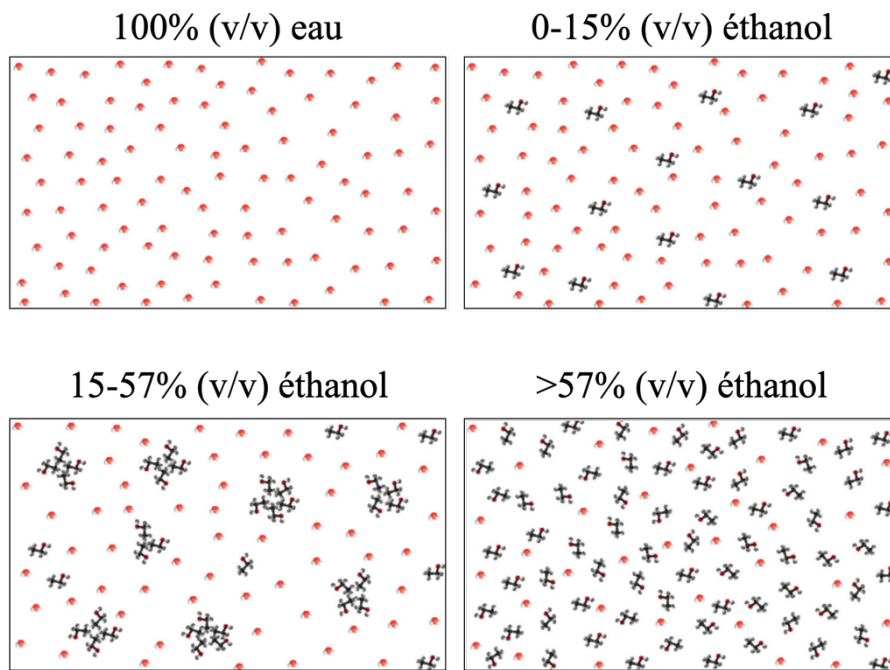 100% (v/v) eau
0-15% (v/v) éthanol
15-57% (v/v) éthanol
>57% (v/v) éthanol